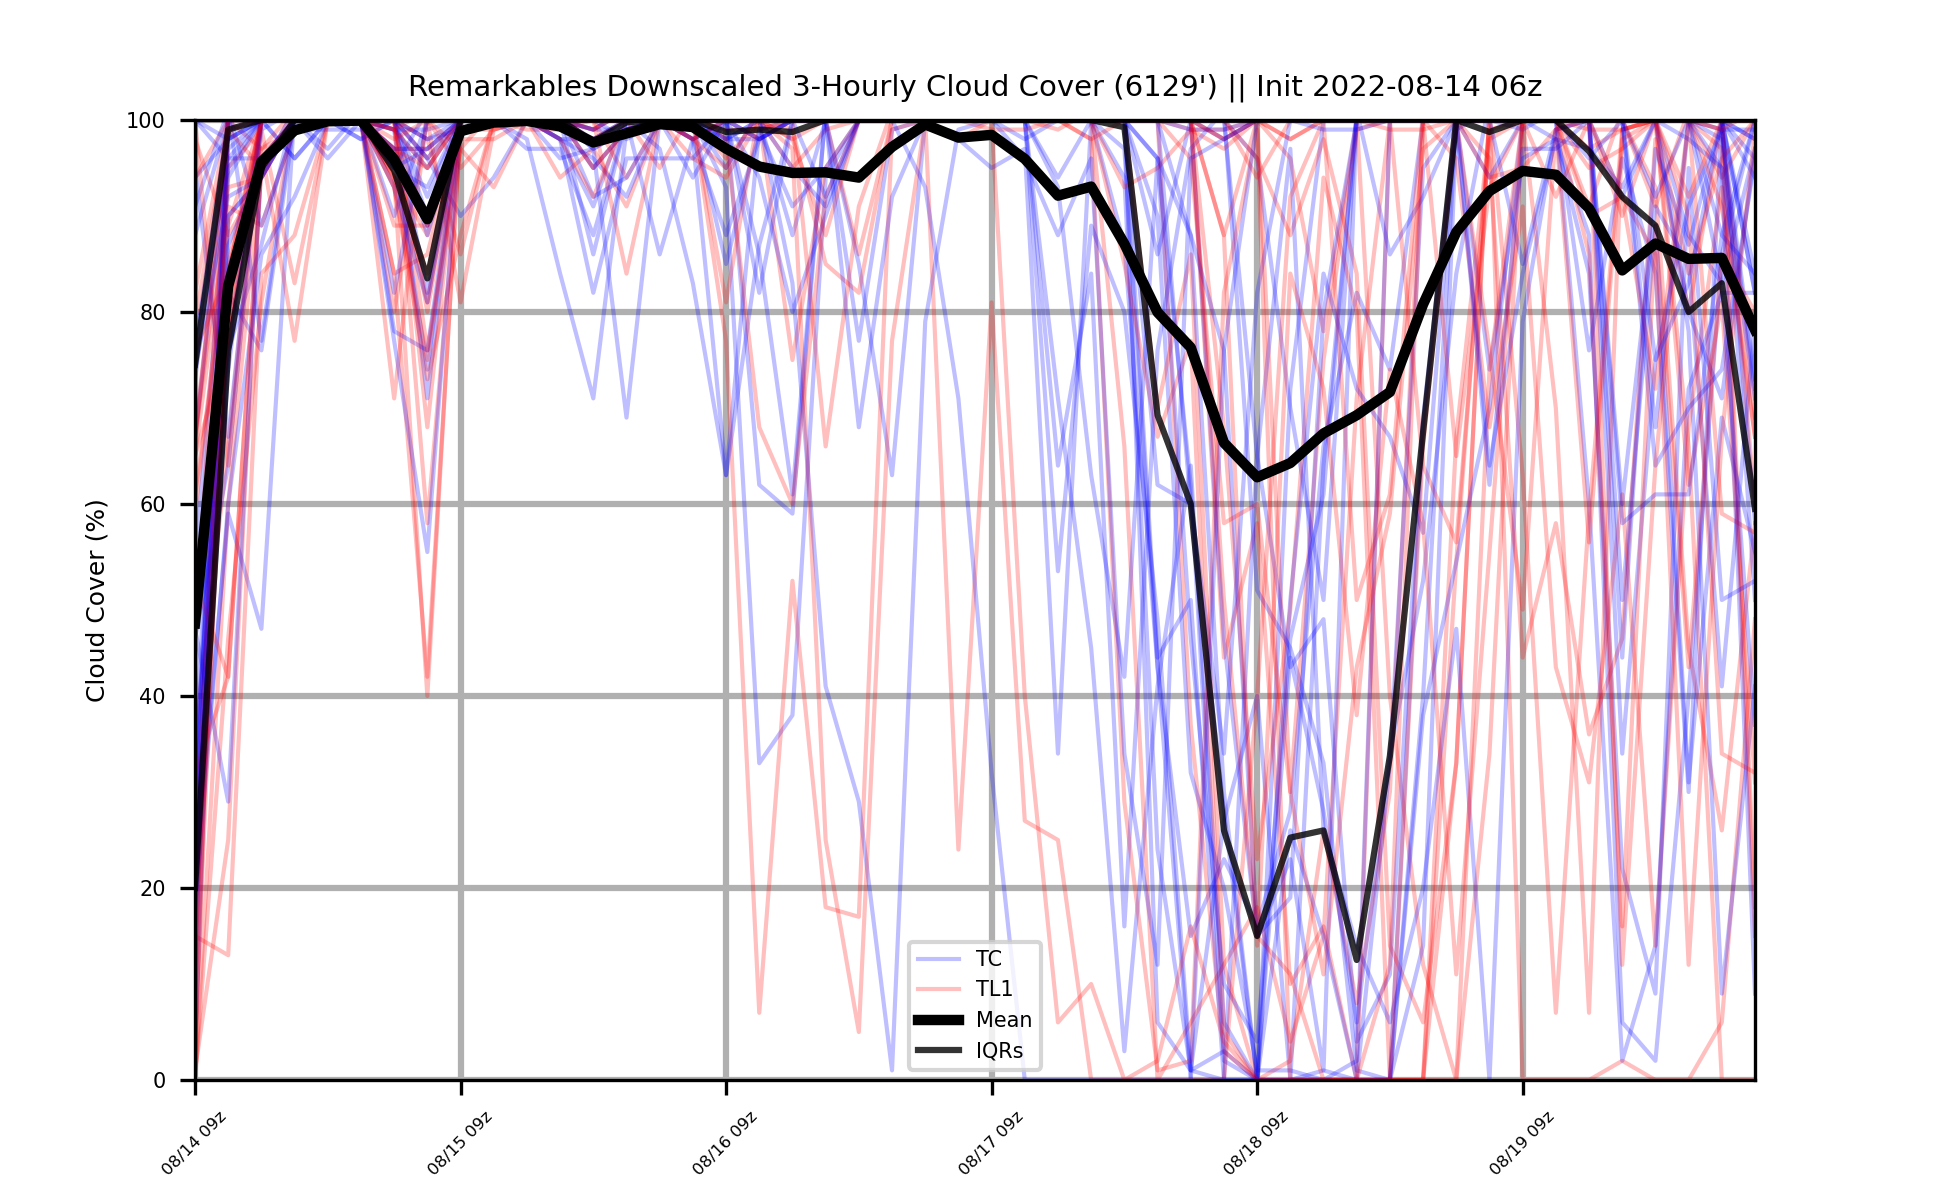 Remarkables Downscaled 3-Hourly Cloud Cover (6129') || Init 2022-08-14 06z
Cloud Cover (%)
100
80
60
40
20
0
TC
TL1
Mean
IQRs
08/14 09z
08/15 09z
08/16 09z
08/17 09z
08/18 09z
08/19 09z